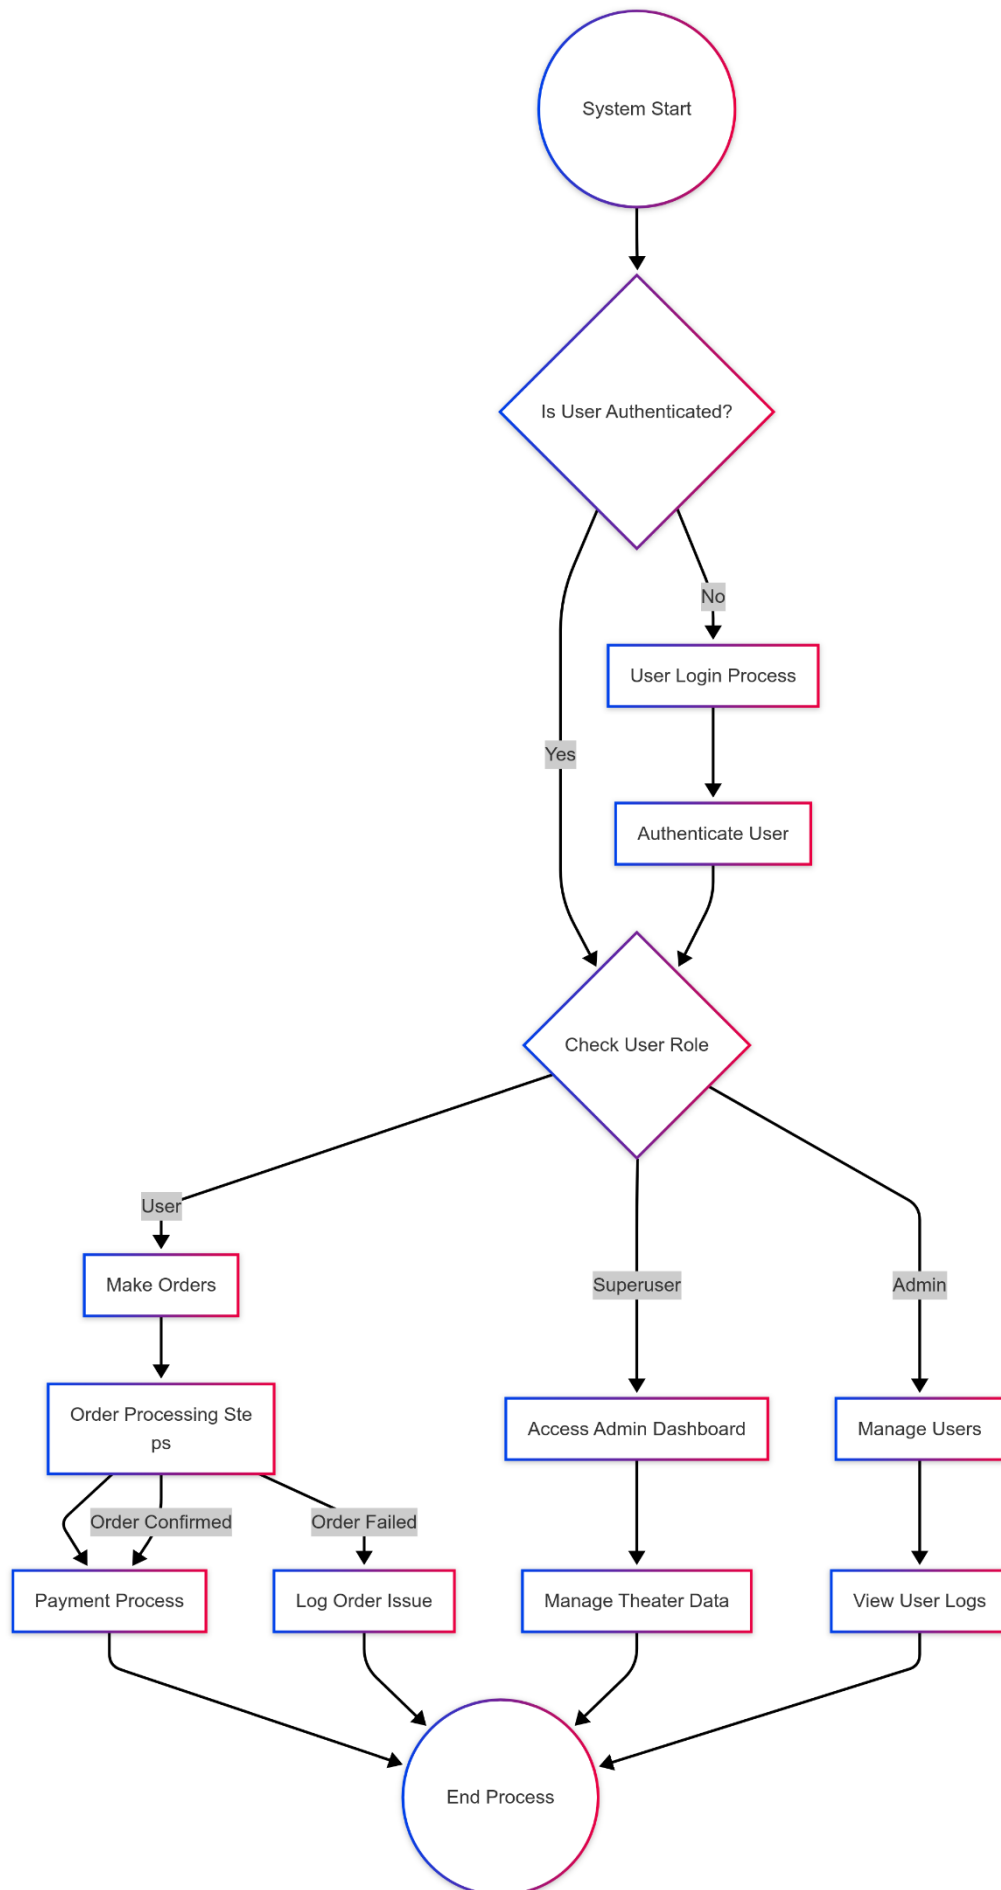 System Start
Is User Authenticated?
No
User Login Process
Yes
Authenticate User
Check User Role
User
Make Orders
Superuser
Admin
Order Processing Ste
ps
Access Admin Dashboard
Manage Users
Order Confirmed
Order Failed
Payment Process
Log Order Issue
Manage Theater Data
View User Logs
End Process